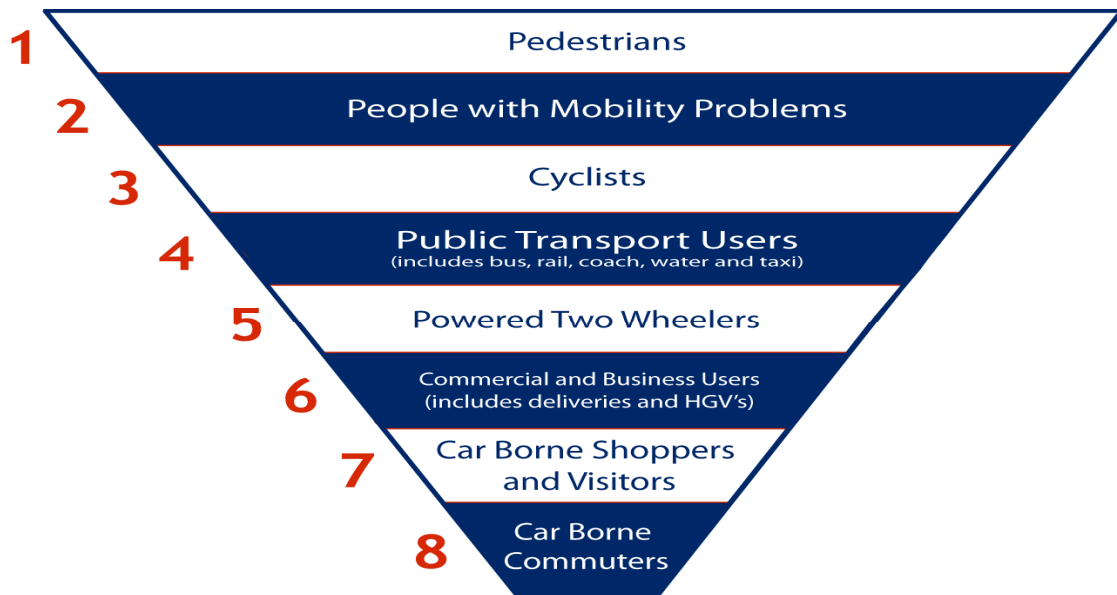 1
Pedestrians
2
People with Mobility Problems
3
Cyclists
4
Public Transport Users
(includes bus, rail, coach, water and taxi)
5
Powered Two Wheelers
6
Commercial and Business Users
(includes deliveries and HGV's)
7
Car Borne Shoppers
and Visitors
8
Car Borne
Commuters